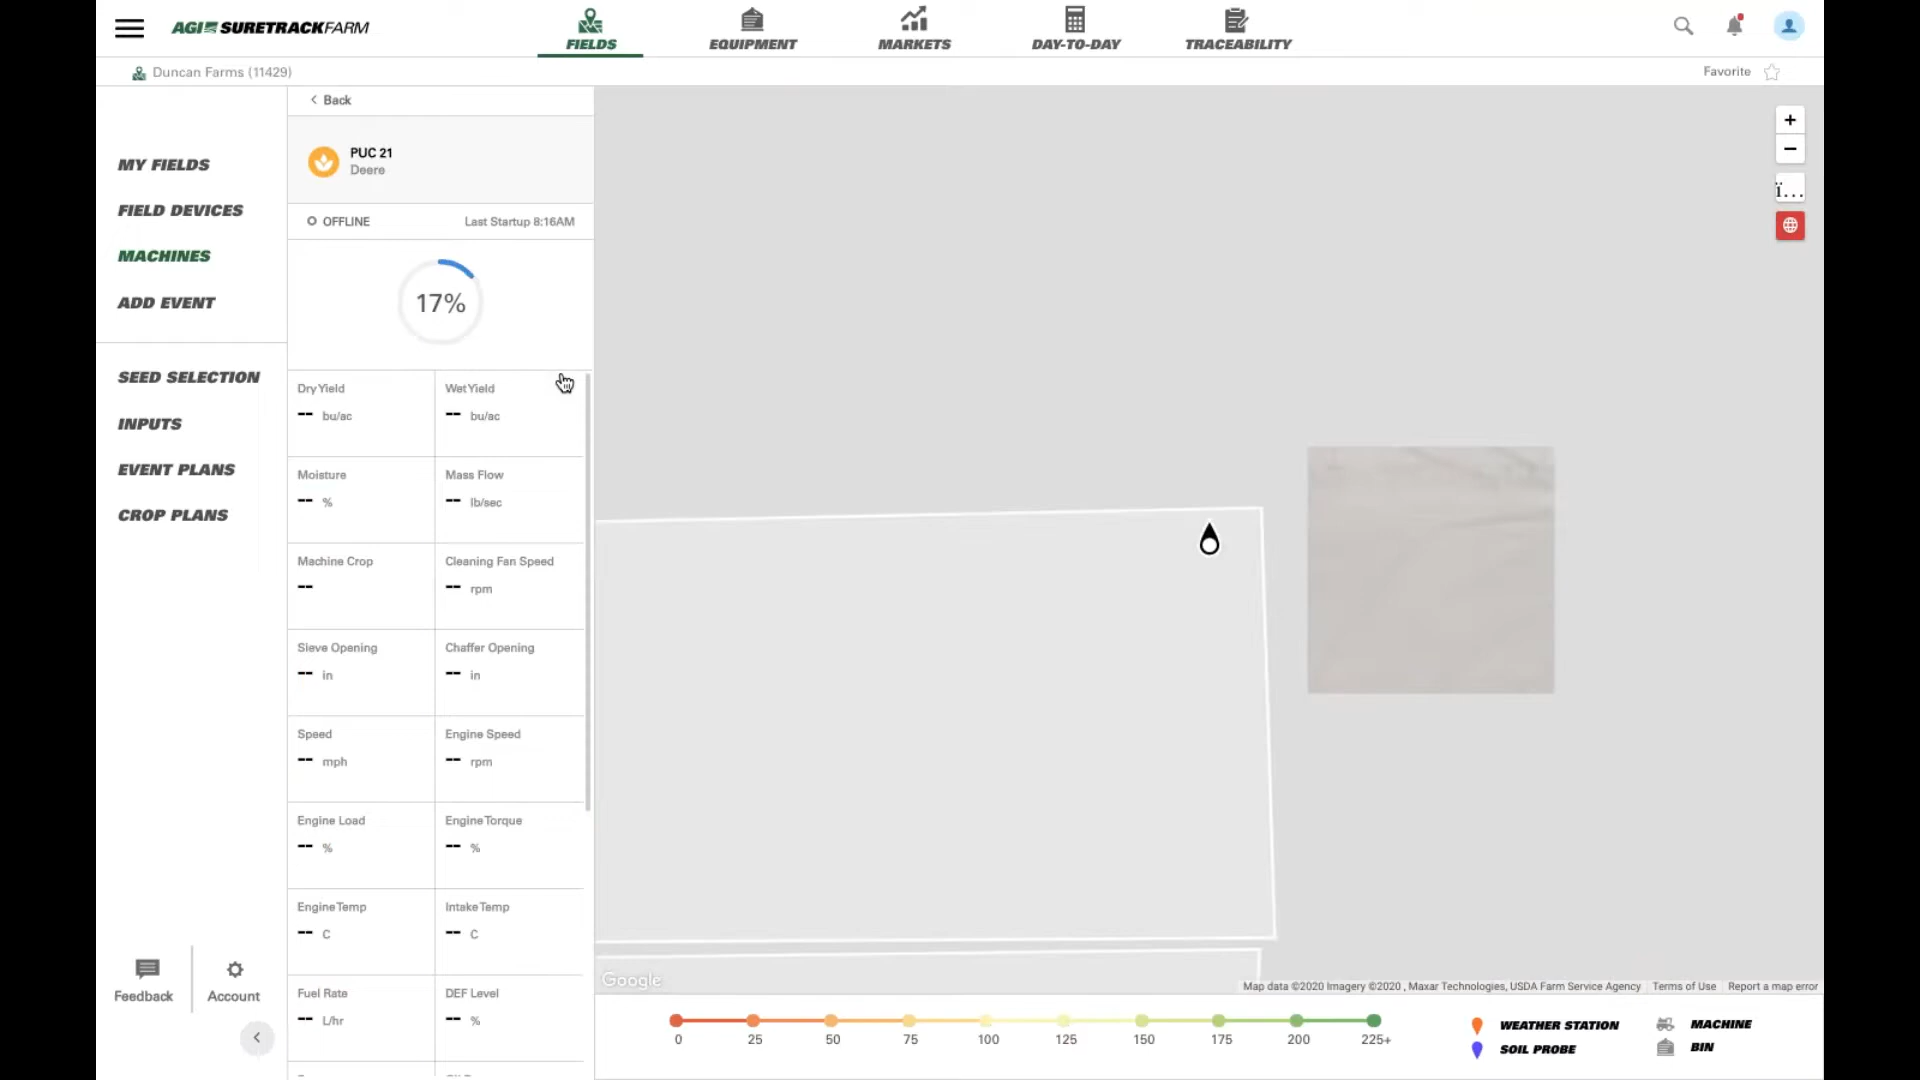 AGI SURETRACKFARM
FIELDS
EQUIPMENT
MARKETS
DAY-TO-DAY
TRACEABILITY
Duncan Farms (11429)
Favorite
MY FIELDS
FIELD DEVICES
MACHINES
ADD EVENT
SEED SELECTION
INPUTS
EVENT PLANS
CROP PLANS
Feedback
Account
< Back
PUC 21
Deere
OFFLINE
Last Startup 8:16AM
17%
Dry Yield
-- bu/ac
Wet Yield
-- bu/ac
Moisture
-- %
Mass Flow
-- lb/sec
Machine Crop
--
Cleaning Fan Speed
-- rpm
Sieve Opening
-- in
Chaffer Opening
-- in
Speed
-- mph
Engine Speed
-- rpm
Engine Load
-- %
Engine Torque
-- %
Engine Temp
-- C
Intake Temp
-- C
Fuel Rate
-- L/hr
DEF Level
-- %
+
−
ï...
Google
Map data ©2020 Imagery ©2020 , Maxar Technologies, USDA Farm Service Agency
Terms of Use
Report a map error
0 25 50 75 100 125 150 175 200 225+
WEATHER STATION
SOIL PROBE
MACHINE
BIN